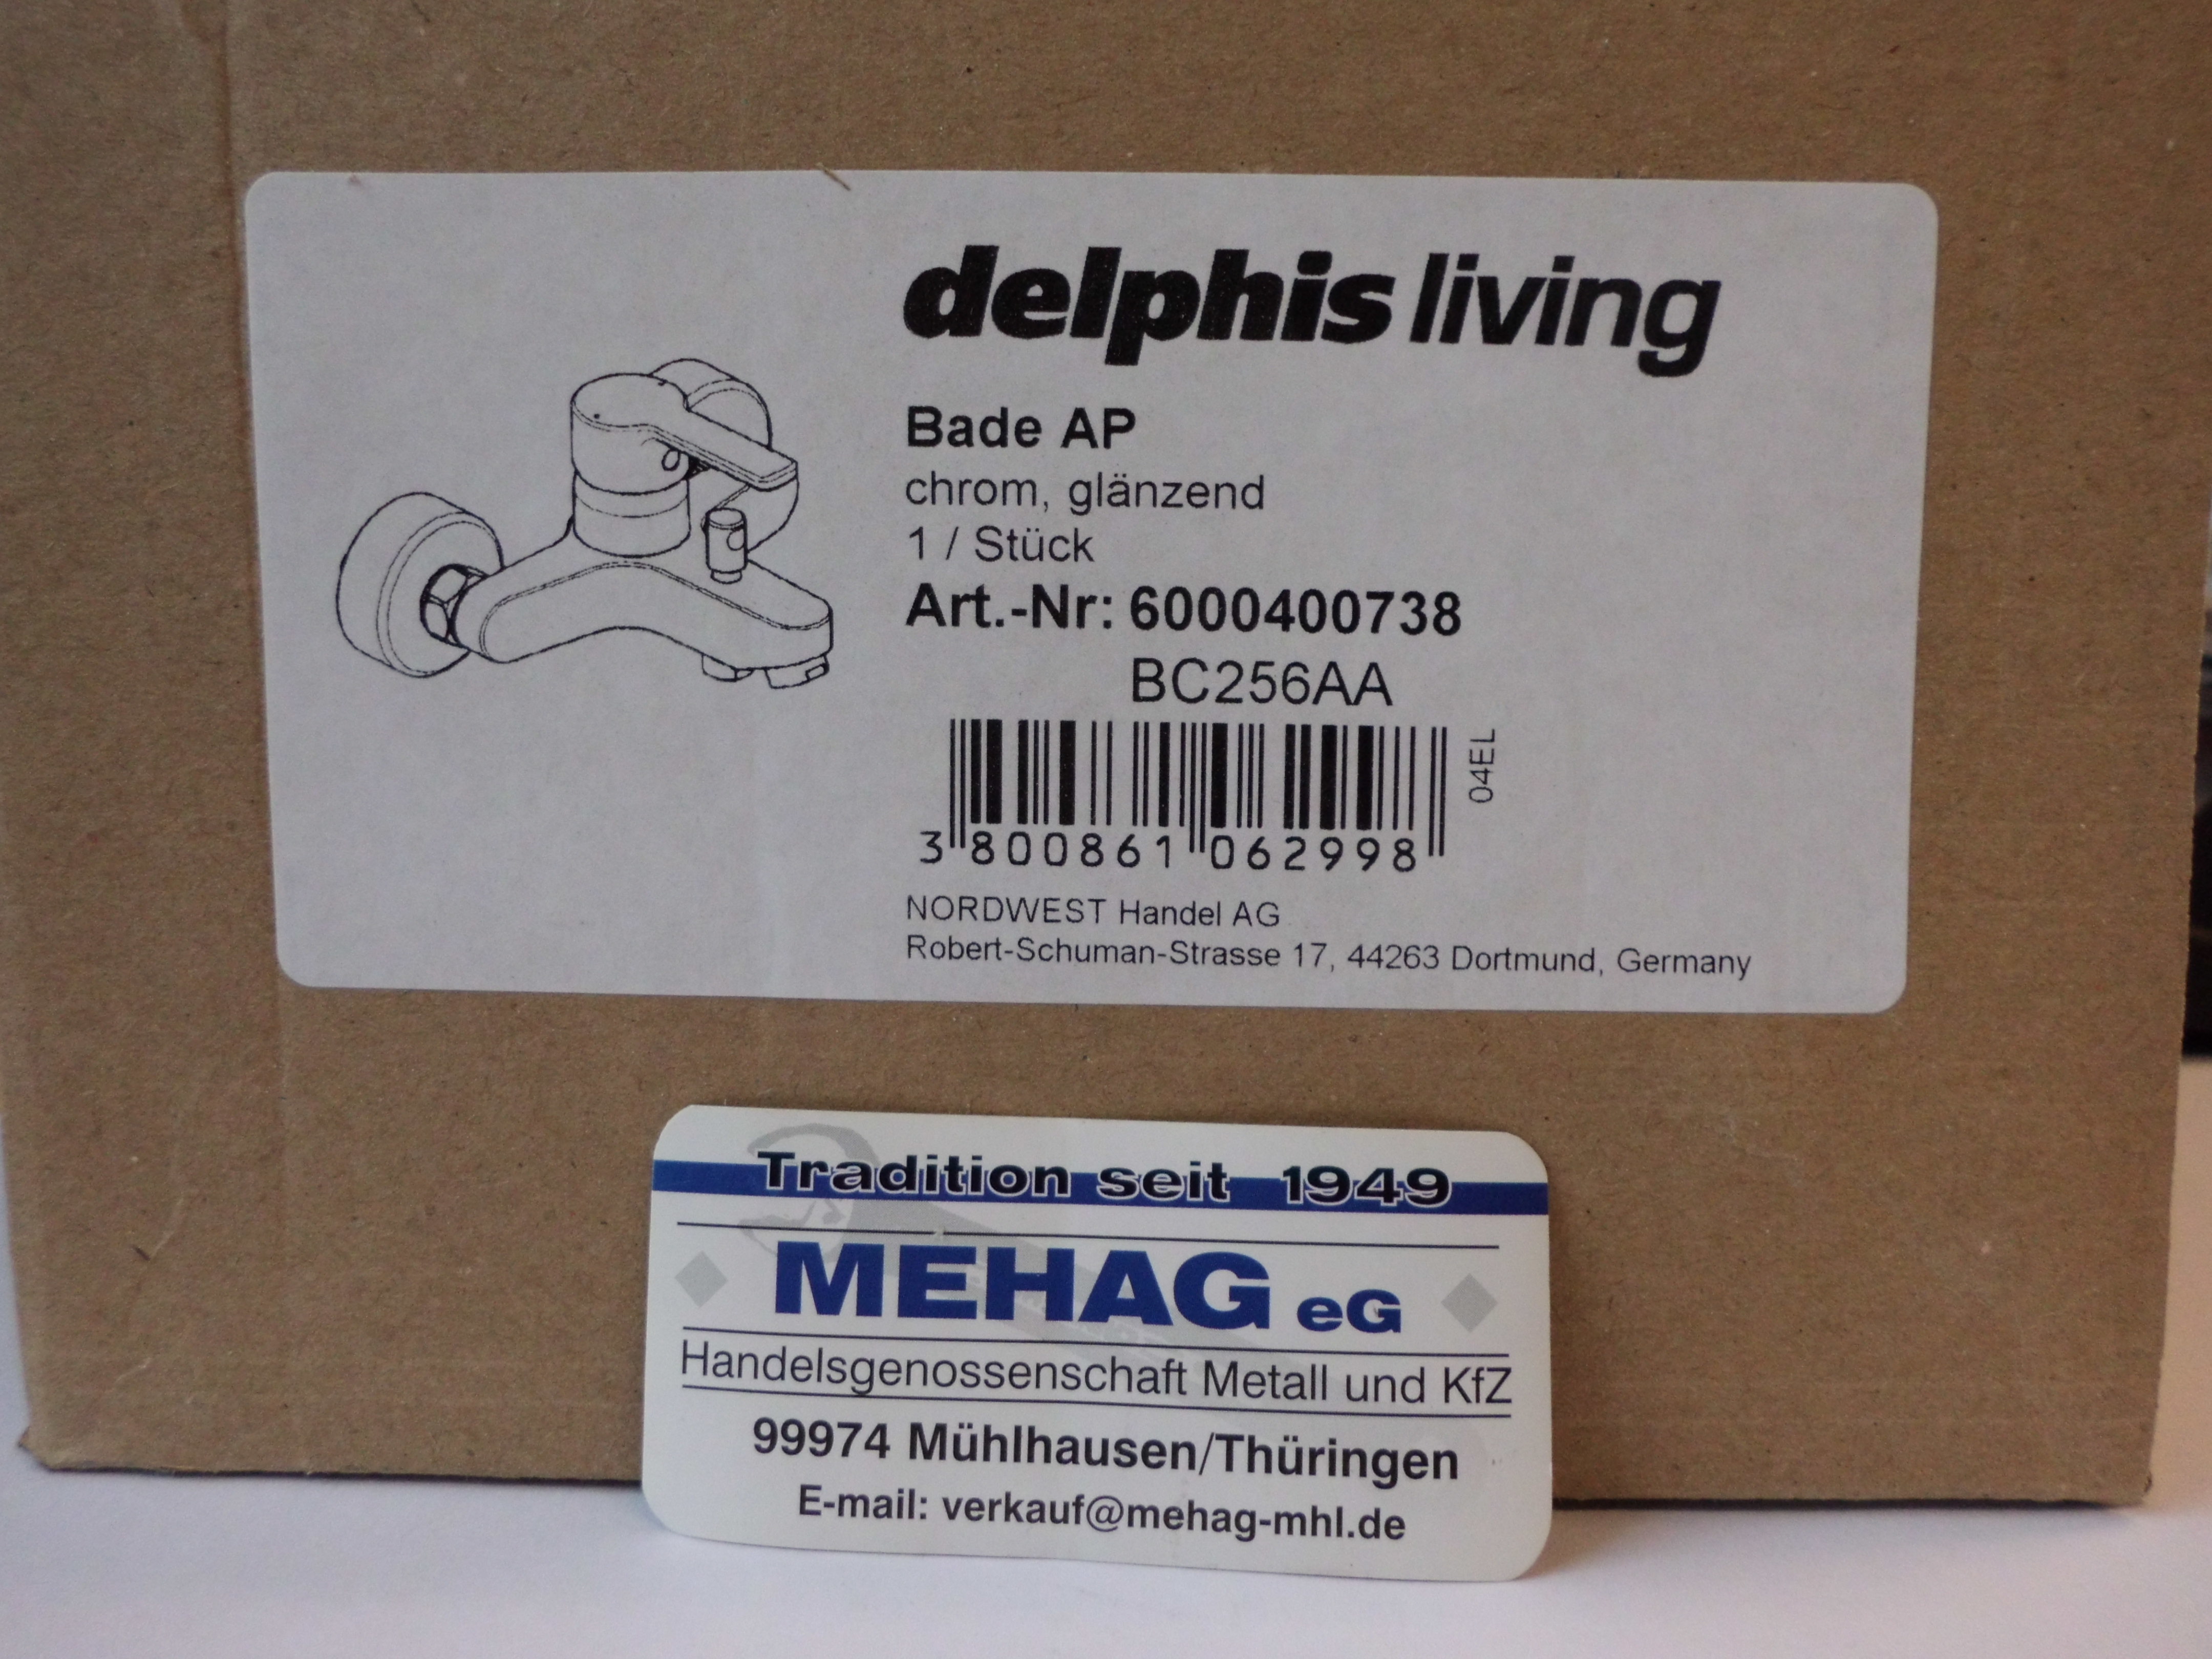 delphis living
Bade AP
chrom, glänzend
1 / Stück
Art.-Nr: 6000400738
BC256AA
04EL
3 800861 062998
NORDWEST Handel AG
Robert-Schuman-Strasse 17, 44263 Dortmund, Germany
Tradition seit 1949
MEHAG eG
Handelsgenossenschaft Metall und KfZ
99974 Mühlhausen/Thüringen
E-mail: verkauf@mehag-mhl.de